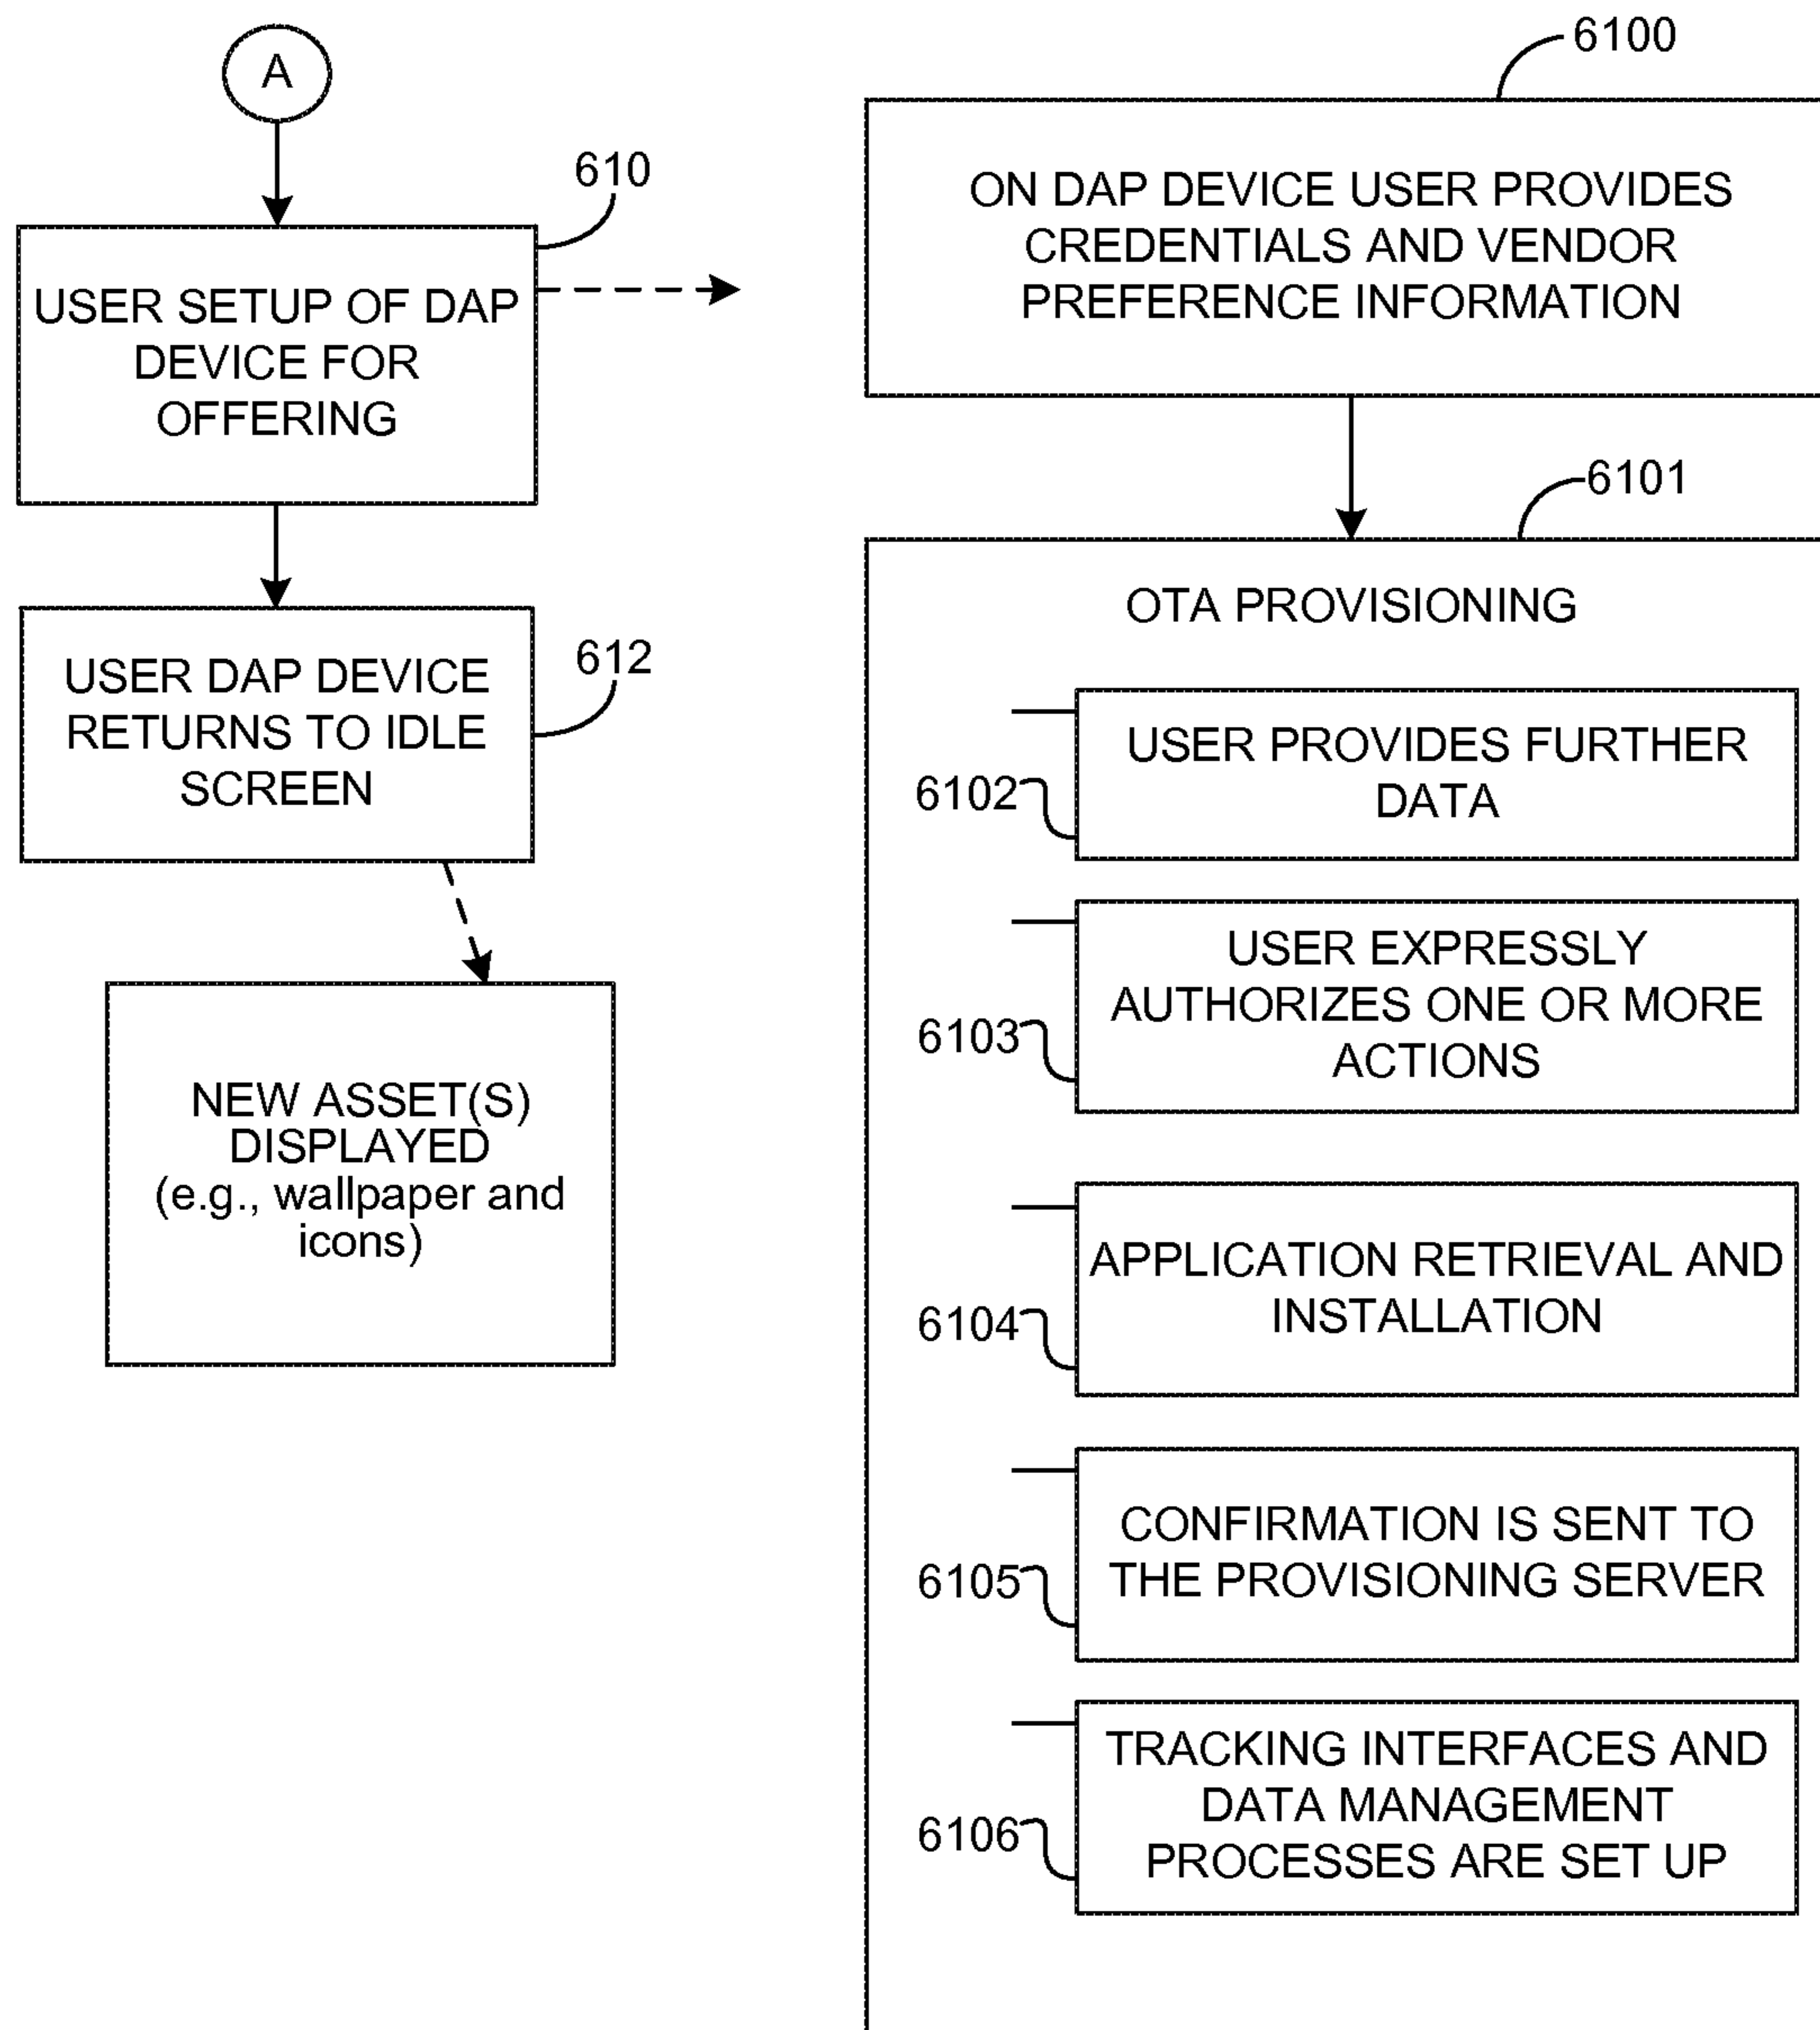 A
610
USER SETUP OF DAP
DEVICE FOR
OFFERING
612
USER DAP DEVICE
RETURNS TO IDLE
SCREEN
NEW ASSET(S)
DISPLAYED
(e.g., wallpaper and
icons)
6100
ON DAP DEVICE USER PROVIDES
CREDENTIALS AND VENDOR
PREFERENCE INFORMATION
6101
OTA PROVISIONING
6102
USER PROVIDES FURTHER
DATA
6103
USER EXPRESSLY
AUTHORIZES ONE OR MORE
ACTIONS
6104
APPLICATION RETRIEVAL AND
INSTALLATION
6105
CONFIRMATION IS SENT TO
THE PROVISIONING SERVER
6106
TRACKING INTERFACES AND
DATA MANAGEMENT
PROCESSES ARE SET UP